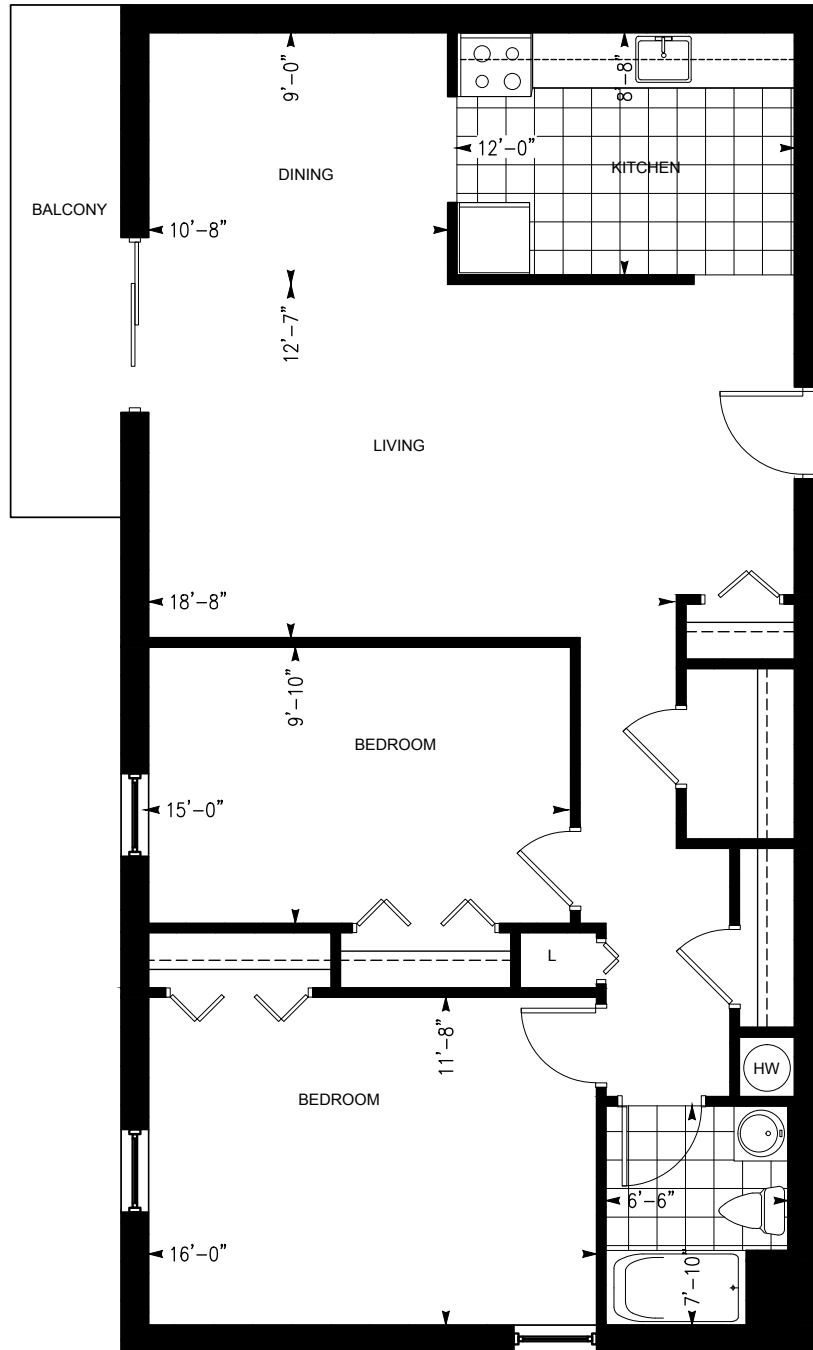 9'-0"
8'-8"
12'-0"
KITCHEN
DINING
BALCONY
10'-8"
12'-7"
LIVING
18'-8"
9'-10"
BEDROOM
15'-0"
L
11'-8"
HW
BEDROOM
6'-6"
16'-0"
7'-10"